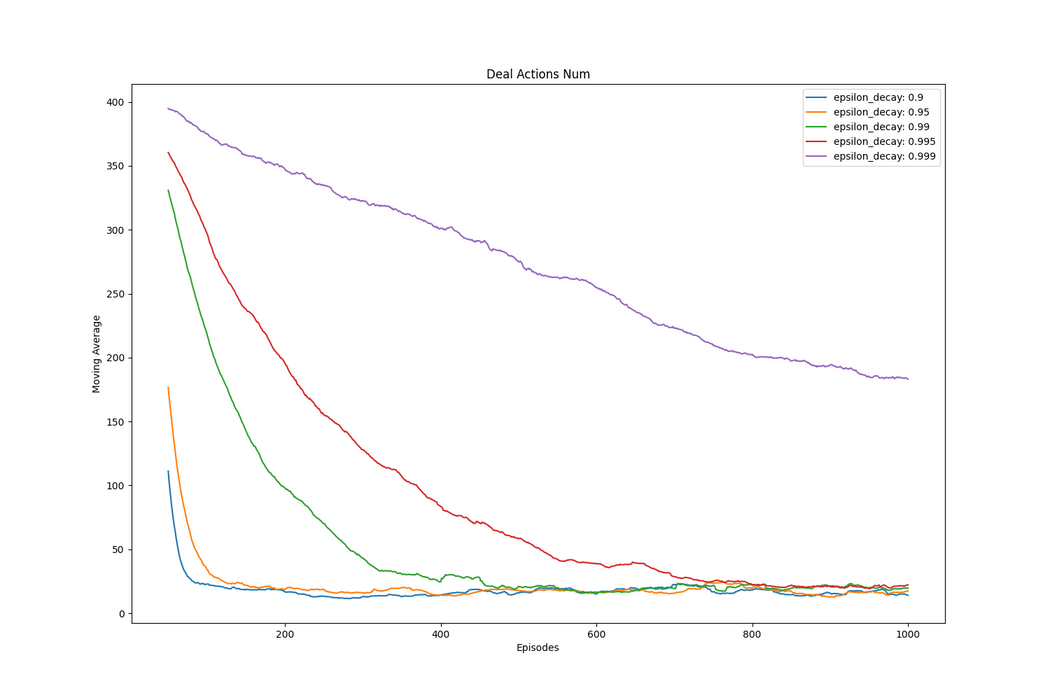 Deal Actions Num
400
350
300
250
200
150
100
50
0
Moving Average
epsilon_decay: 0.9
epsilon_decay: 0.95
epsilon_decay: 0.99
epsilon_decay: 0.995
epsilon_decay: 0.999
200
400
600
800
1000
Episodes